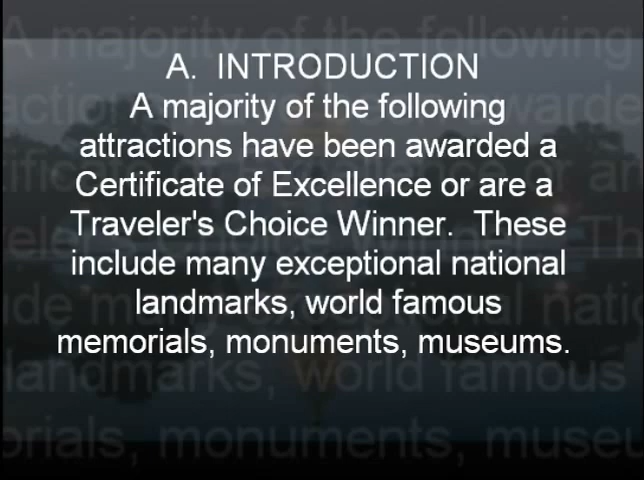 A.  INTRODUCTION
A majority of the following
attractions have been awarded a
Certificate of Excellence or are a
Traveler's Choice Winner.  These
include many exceptional national
landmarks, world famous
memorials, monuments, museums.